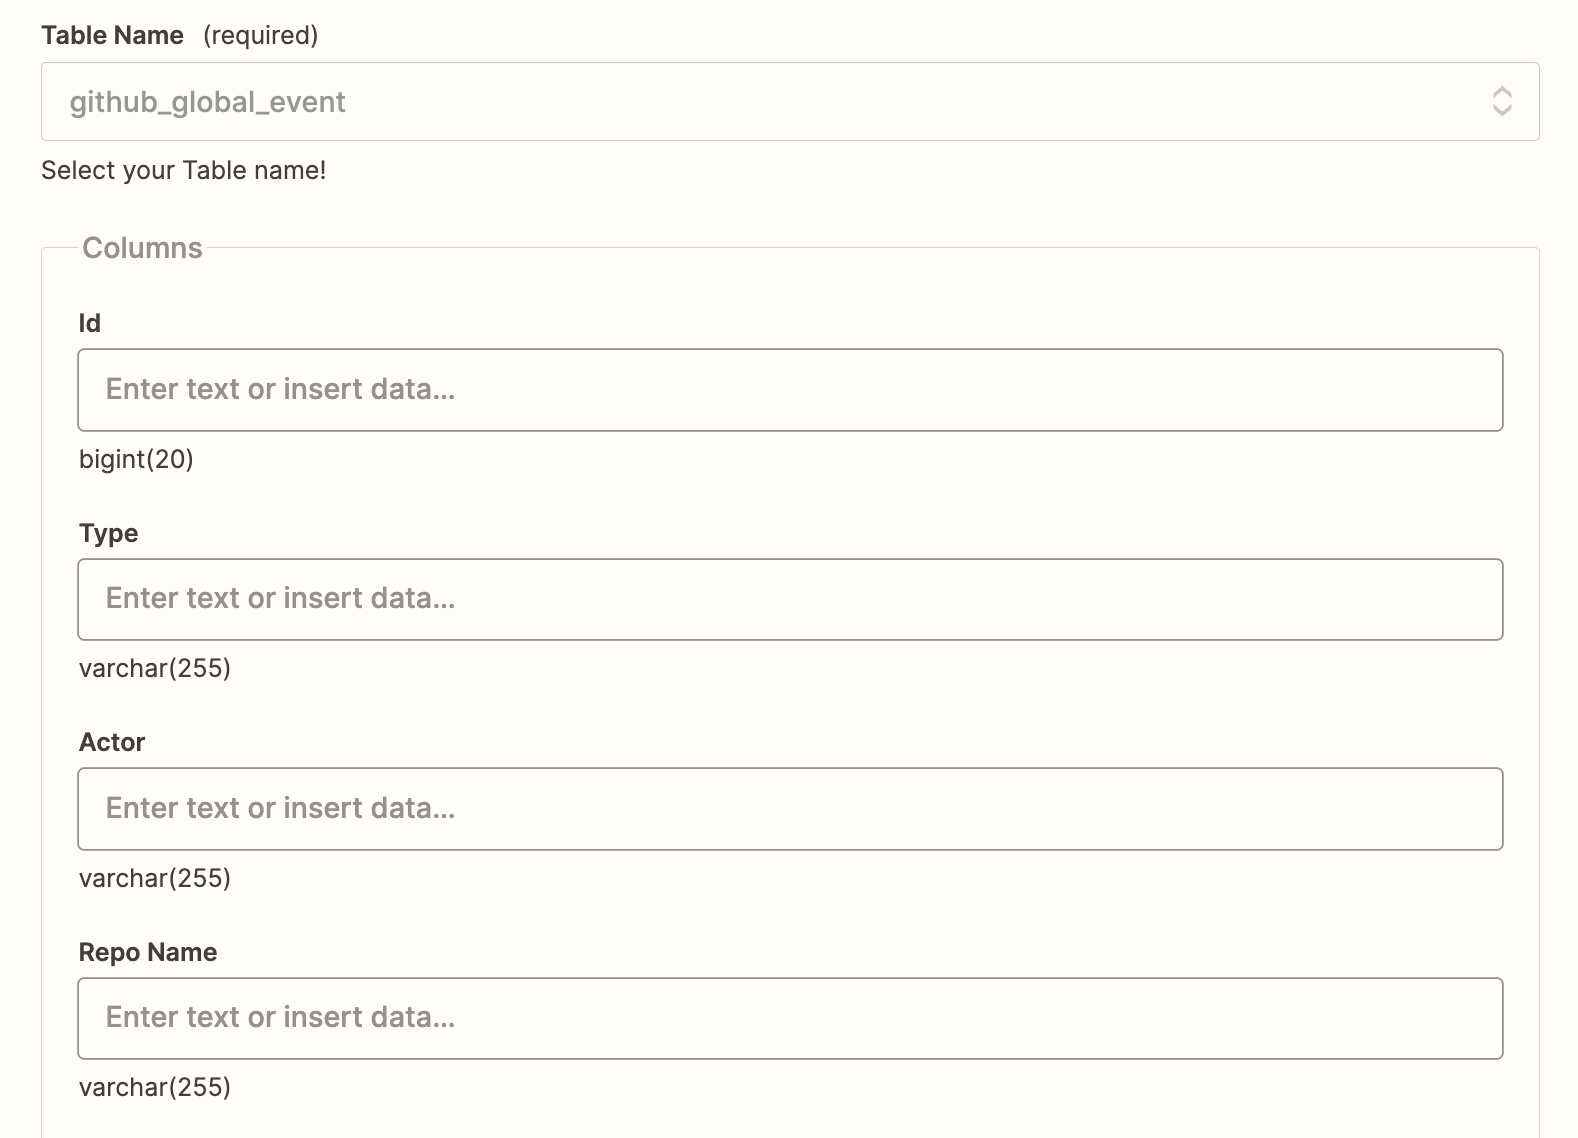 Table Name (required)
github_global_event
Select your Table name!
Columns
Id
Enter text or insert data...
bigint(20)
Type
Enter text or insert data...
varchar(255)
Actor
Enter text or insert data...
varchar(255)
Repo Name
Enter text or insert data...
varchar(255)